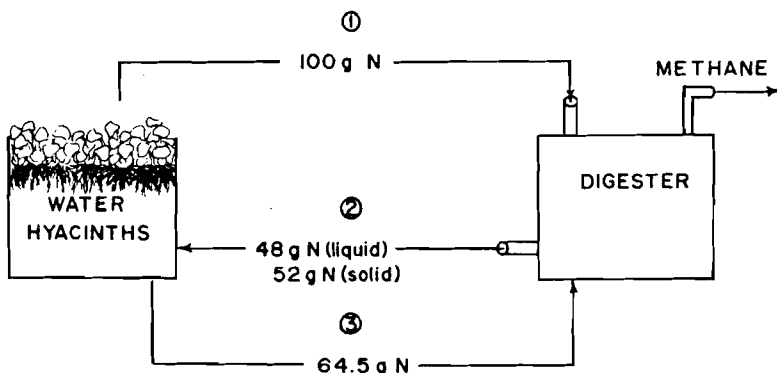 ①
100 g N
METHANE
DIGESTER
WATER
HYACINTHS
②
48 g N (liquid)
52 g N (solid)
③
64.5 g N